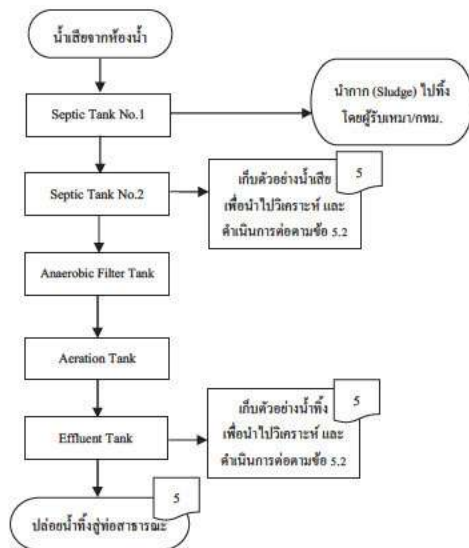 น้ำเสียจากห้องน้ำ
Septic Tank No.1
นำกาก (Sludge) ไปทิ้ง
โดยผู้รับเหมา/กทม.
Septic Tank No.2
5
เก็บตัวอย่างน้ำเสีย
เพื่อนำไปวิเคราะห์ และ
ดำเนินการต่อตามข้อ 5.2
Anaerobic Filter Tank
Aeration Tank
Effluent Tank
5
เก็บตัวอย่างน้ำทิ้ง
เพื่อนำไปวิเคราะห์ และ
ดำเนินการต่อตามข้อ 5.2
5
ปล่อยน้ำทิ้งสู่ท่อสาธารณะ